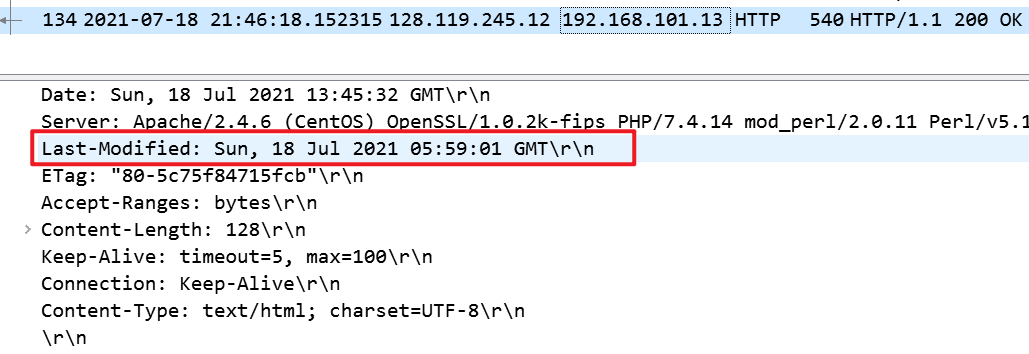 134 2021-07-18 21:46:18.152315 128.119.245.12 192.168.101.13 HTTP 540 HTTP/1.1 200 OK
Date: Sun, 18 Jul 2021 13:45:32 GMT\r\n
Server: Apache/2.4.6 (CentOS) OpenSSL/1.0.2k-fips PHP/7.4.14 mod_perl/2.0.11 Perl/v5.1
Last-Modified: Sun, 18 Jul 2021 05:59:01 GMT\r\n
ETag: "80-5c75f84715fcb"\r\n
Accept-Ranges: bytes\r\n
Content-Length: 128\r\n
Keep-Alive: timeout=5, max=100\r\n
Connection: Keep-Alive\r\n
Content-Type: text/html; charset=UTF-8\r\n
\r\n